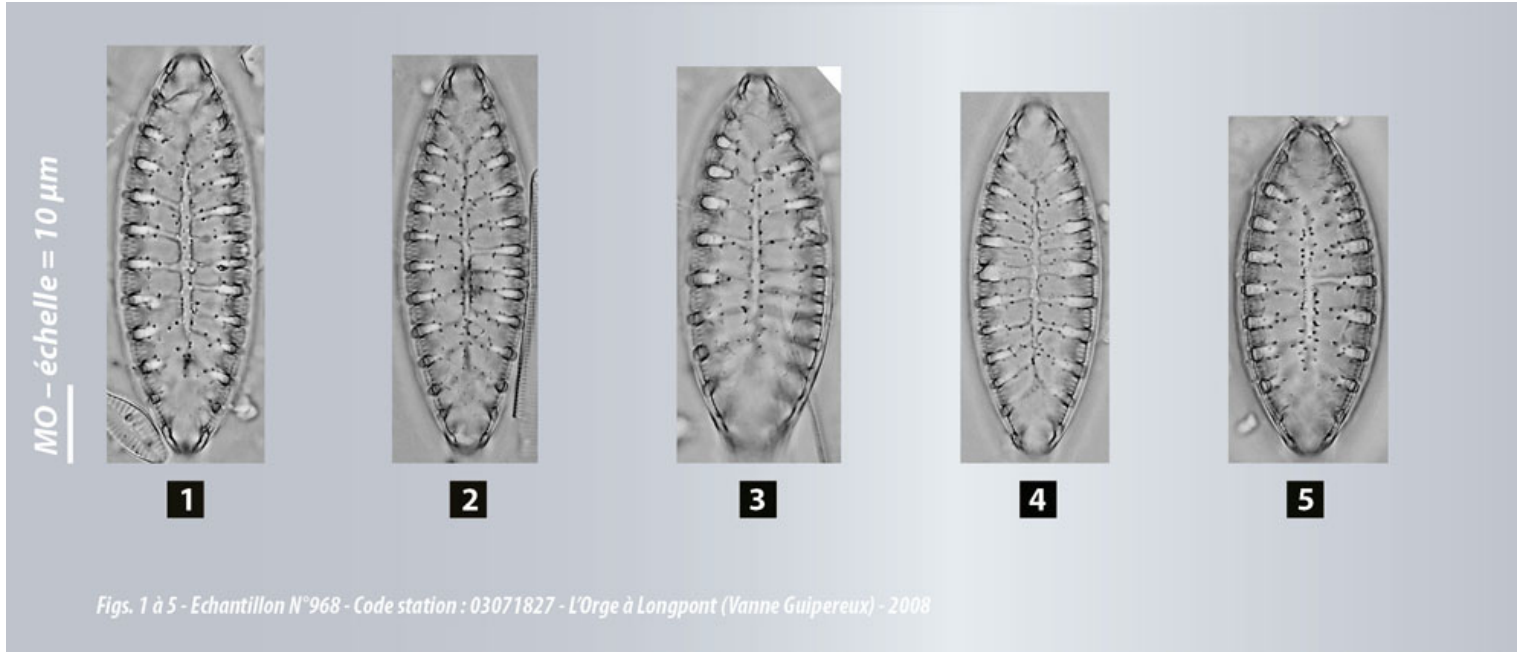 MO – échelle = 10 µm
1 2 3 4 5
Figs. 1 à 5 - Echantillon N°968 - Code station : 03071827 - L'Orge à Longpont (Vanne Guipereux) - 2008